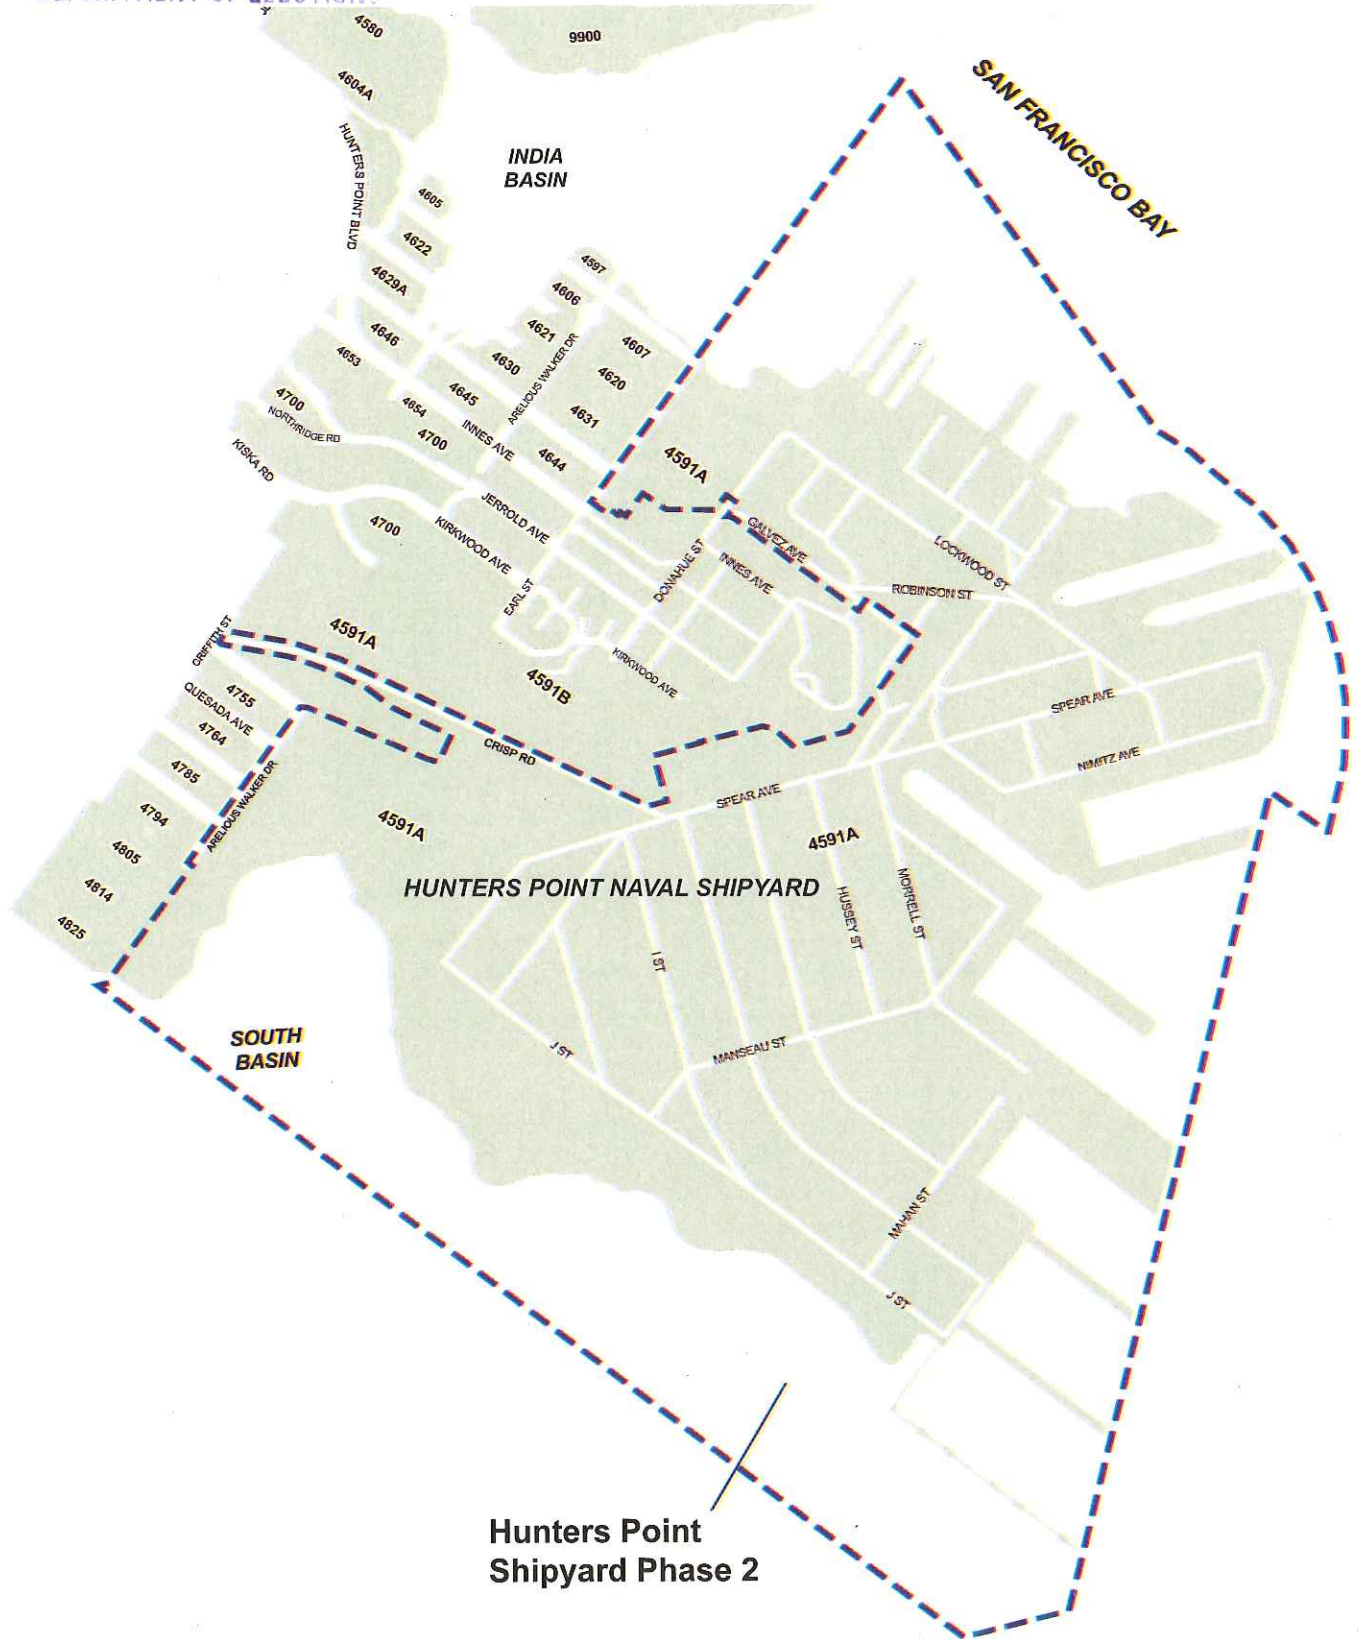 4580
9900
4604A
SAN FRANCISCO BAY
HUNTERS POINT BLVD
INDIA
BASIN
4605
4622
4629A
4597
4606
4646
4621
4607
4653
4630
ARELIOUS WALKER DR
4620
4700
4645
4631
NORTHRIDGE RD
4654
4700
INNES AVE
4644
4591A
KISKA RD
JERROLD AVE
4700
KIRKWOOD AVE
GALVEZ AVE
LOCKWOOD ST
DONAHUE ST
INNES AVE
EARL ST
ROBINSON ST
GRIFFITH ST
4591A
KIRKWOOD AVE
4591B
4755
QUESADA AVE
4764
SPEAR AVE
CRISP RD
NIMITZ AVE
4785
ARELIOUS WALKER DR
SPEAR AVE
4794
4591A
4591A
4805
4814
HUNTERS POINT NAVAL SHIPYARD
MORRELL ST
HUSSEY ST
4825
I ST
SOUTH
BASIN
J ST
MANSEAU ST
MAHAN ST
J ST
Hunters Point
Shipyard Phase 2